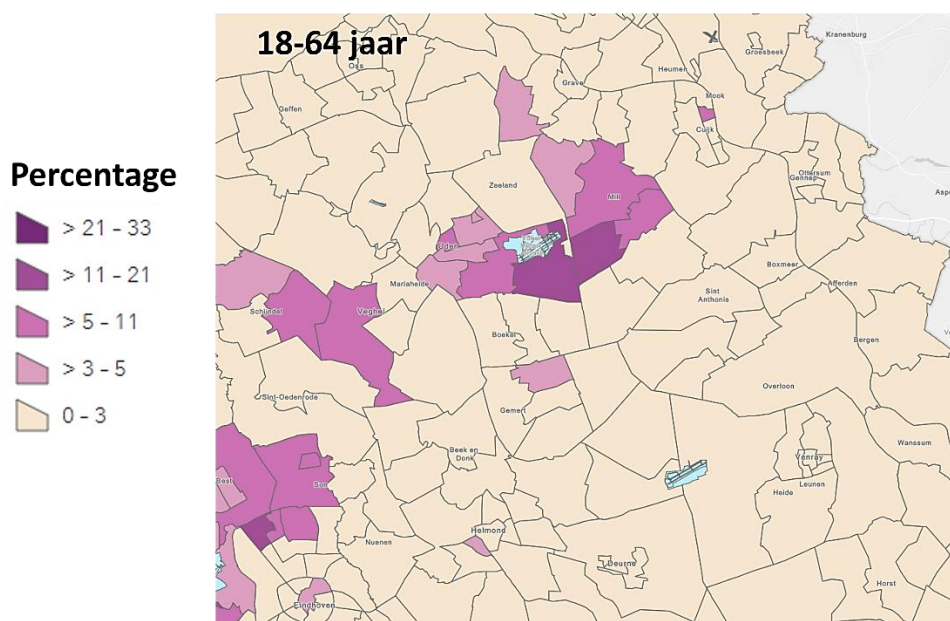 18-64 jaar
Percentage
> 21 - 33
> 11 - 21
> 5 - 11
> 3 - 5
0 - 3
Kranenburg
Groesbeek
Oss
Heumen
Grave
Geffen
Mook
Cuijk
Gennep
Ottersum
Zeeland
Mill
Uden
Boxmeer
Mariaheide
Sint
Anthonis
Afferden
Schijndel
Veghel
Boekel
Bergen
Overloon
Sint-Oedenrode
Gemert
Wanssum
Beek en
Donk
Venray
Best
Son
Heide
Leunen
Helmond
Nuenen
Deurne
Horst
Eindhoven